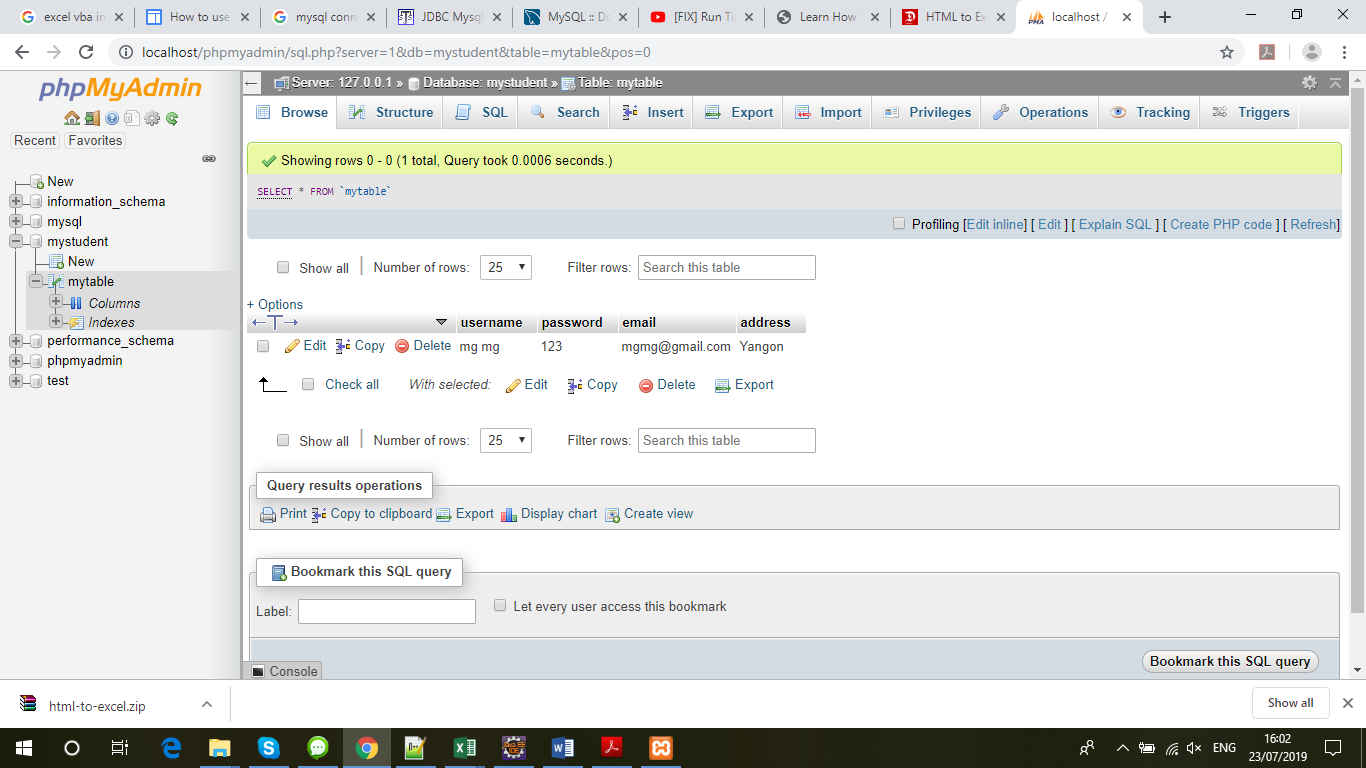 excel vba in
How to use
mysql conn
JDBC Mysql
MySQL :: Do
[FIX] Run Ti
Learn How
HTML to Ex
localhost /
localhost/phpmyadmin/sql.php?server=1&db=mystudent&table=mytable&pos=0
phpMyAdmin
Recent Favorites
New
information_schema
mysql
mystudent
New
mytable
Columns
Indexes
performance_schema
phpmyadmin
test
Server: 127.0.0.1 » Database: mystudent » Table: mytable
Browse Structure SQL Search Insert Export Import Privileges Operations Tracking Triggers
Showing rows 0 - 0 (1 total, Query took 0.0006 seconds.)
SELECT * FROM `mytable`
Profiling [Edit inline] [ Edit ] [ Explain SQL ] [ Create PHP code ] [ Refresh]
Show all Number of rows: 25 Filter rows: Search this table
+ Options
username password email address
Edit Copy Delete mg mg 123 mgmg@gmail.com Yangon
Check all With selected: Edit Copy Delete Export
Show all Number of rows: 25 Filter rows: Search this table
Query results operations
Print Copy to clipboard Export Display chart Create view
Bookmark this SQL query
Label: Let every user access this bookmark
Bookmark this SQL query
Console
html-to-excel.zip
Show all
ENG
16:02
23/07/2019